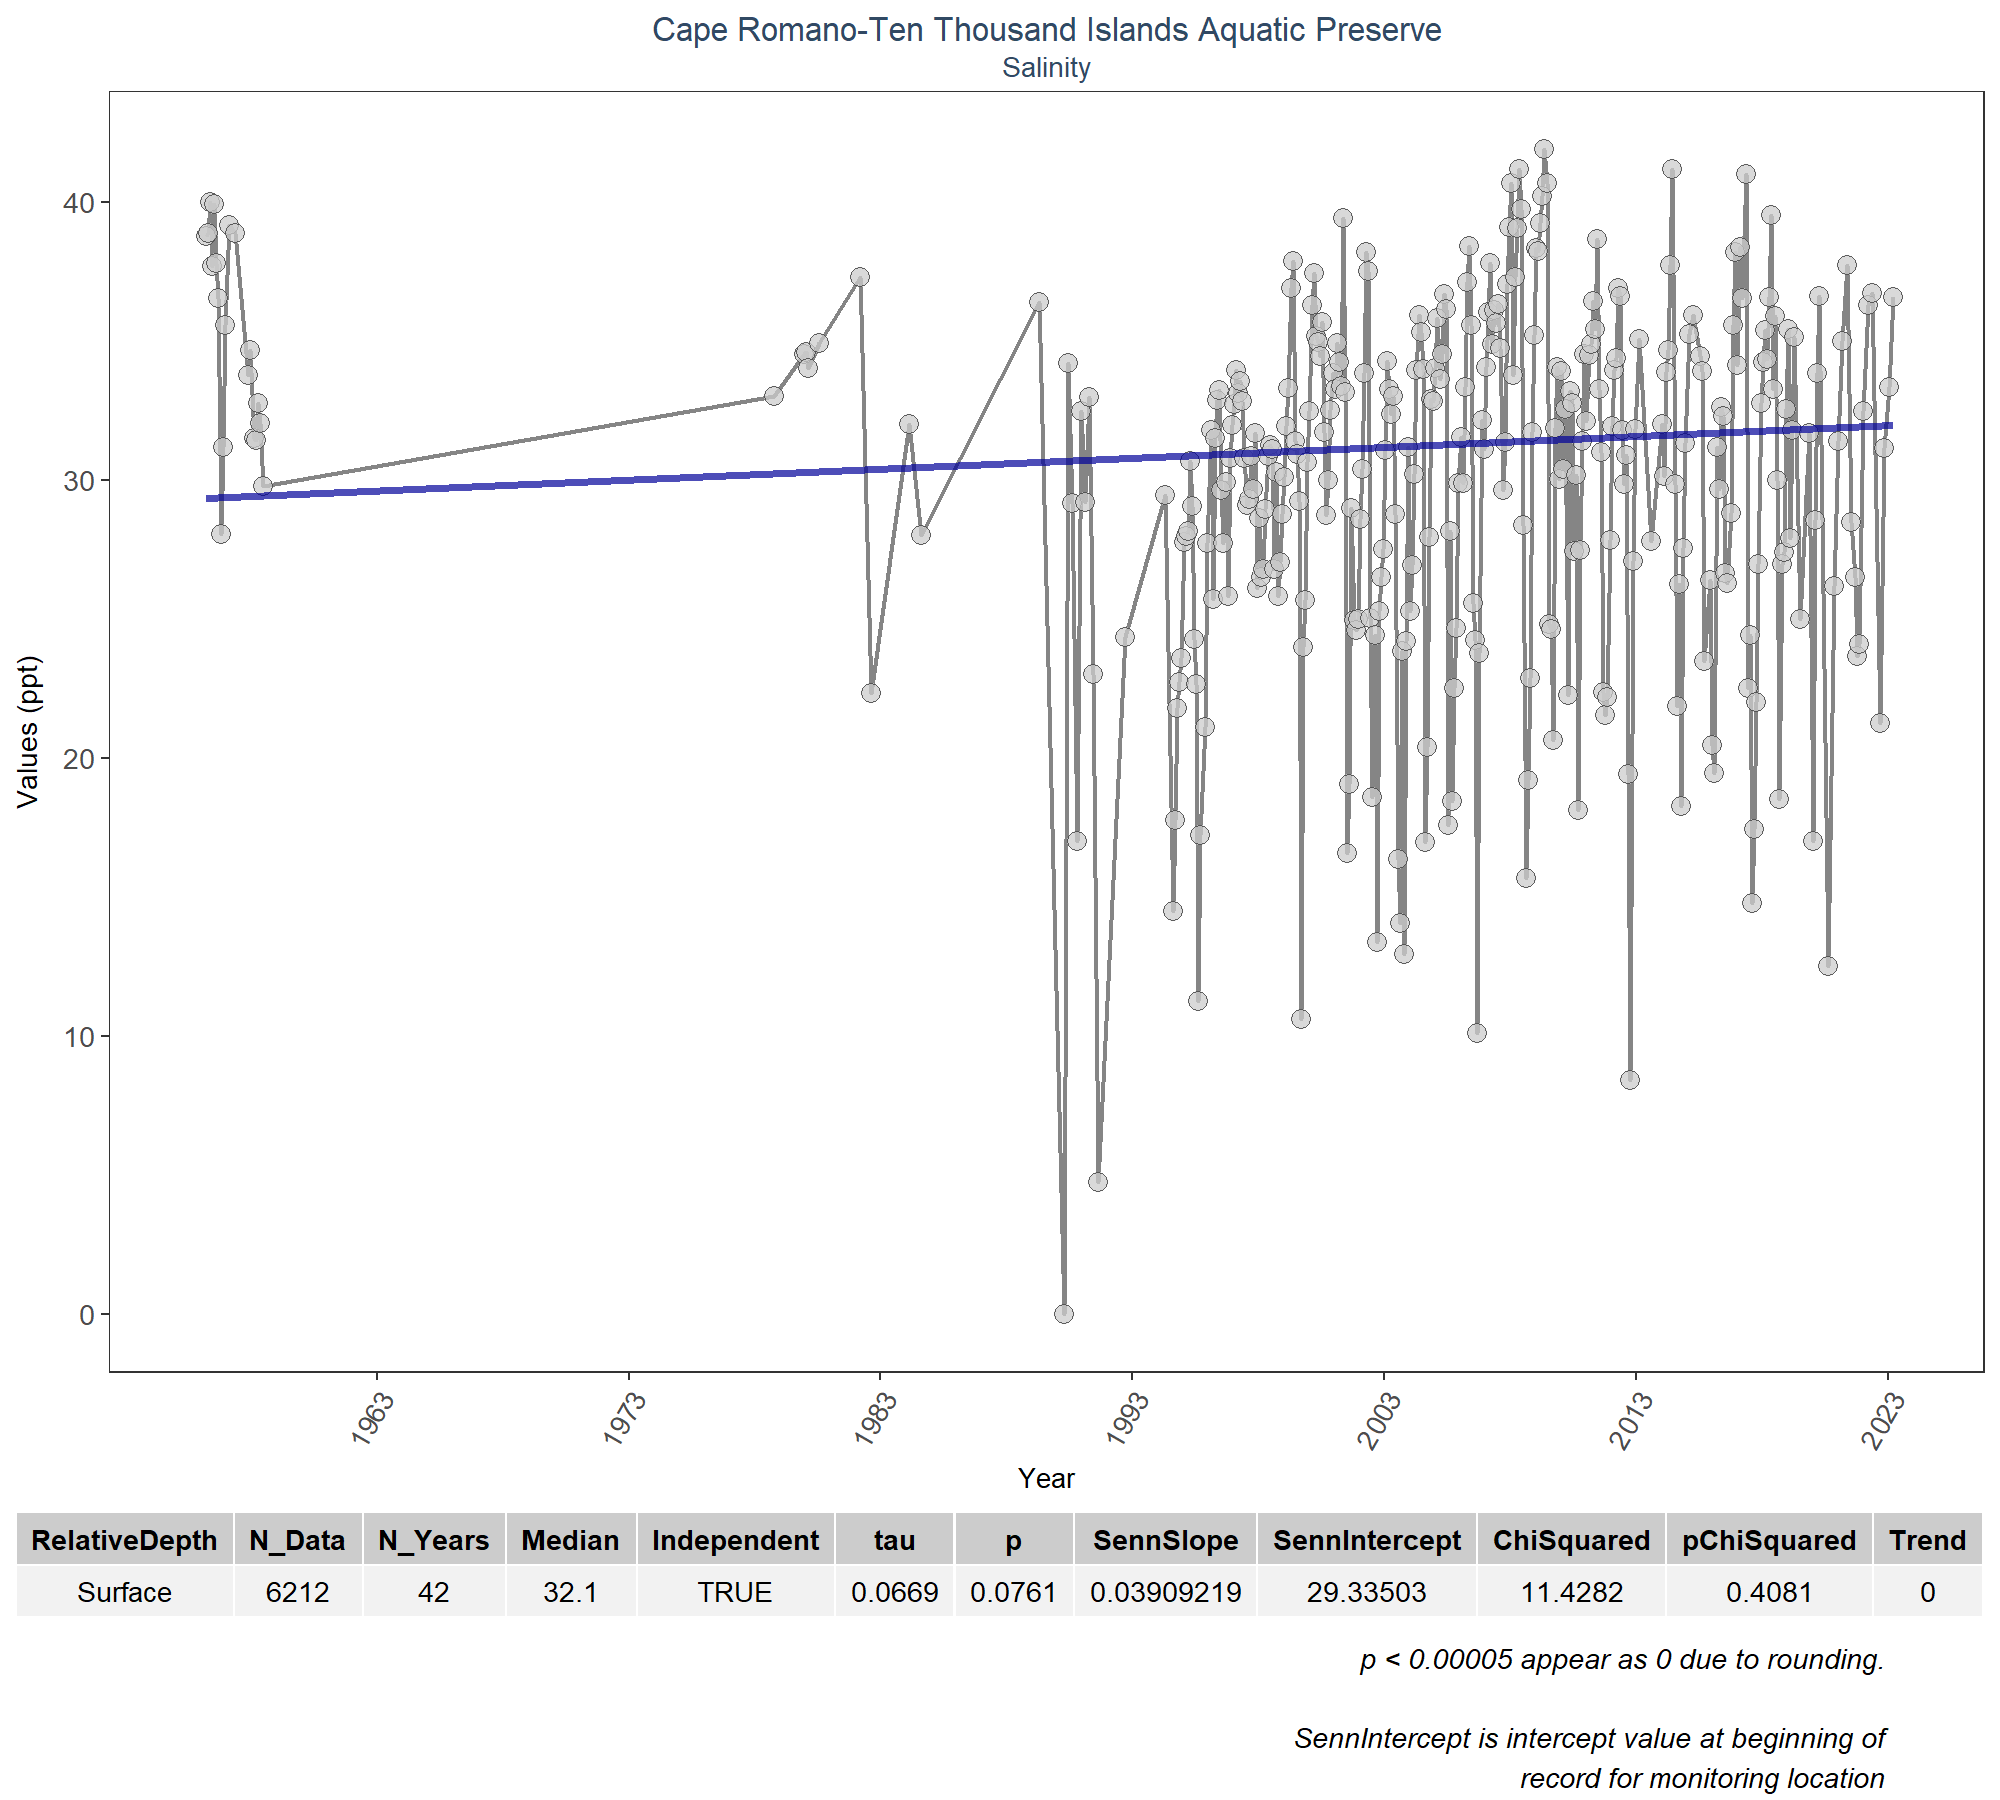 Cape Romano-Ten Thousand Islands Aquatic Preserve
Salinity
Values (ppt)
40
30
20
10
0
1963 1973 1983 1993 2003 2013 2023
Year
RelativeDepth N_Data N_Years Median Independent tau p SennSlope SennIntercept ChiSquared pChiSquared Trend
Surface 6212 42 32.1 TRUE 0.0669 0.0761 0.03909219 29.33503 11.4282 0.4081 0
p < 0.00005 appear as 0 due to rounding.
SennIntercept is intercept value at beginning of
record for monitoring location